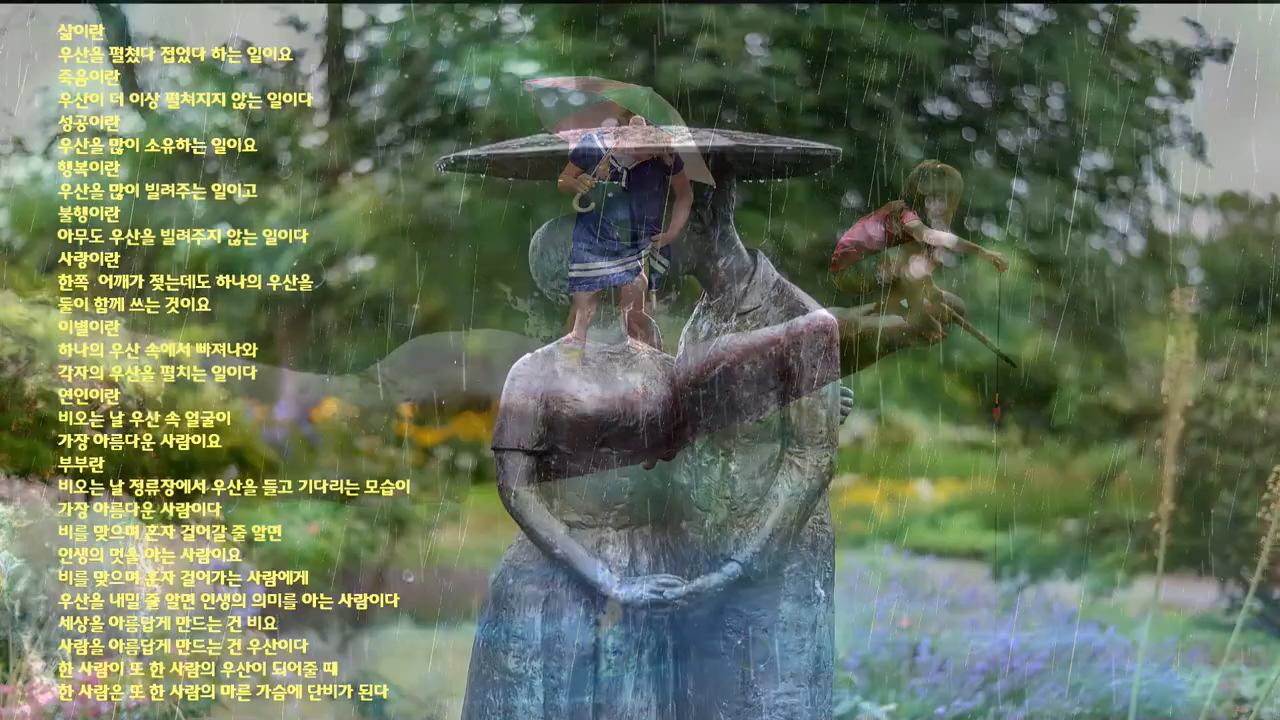 삶이란
우산을 펼쳤다 접었다 하는 일이요
죽음이란
우산이 더 이상 펼쳐지지 않는 일이다
성공이란
우산을 많이 소유하는 일이요
행복이란
우산을 많이 빌려주는 일이고
불행이란
아무도 우산을 빌려주지 않는 일이다
사랑이란
한쪽 어깨가 젖는데도 하나의 우산을
둘이 함께 쓰는 것이요
이별이란
하나의 우산 속에서 빠져나와
각자의 우산을 펼치는 일이다
연인이란
비오는 날 우산 속 얼굴이
가장 아름다운 사람이요
부부란
비오는 날 정류장에서 우산을 들고 기다리는 모습이
가장 아름다운 사람이다
비를 맞으며 혼자 걸어갈 줄 알면
인생의 멋을 아는 사람이요
비를 맞으며 혼자 걸어가는 사람에게
우산을 내밀 줄 알면 인생의 의미를 아는 사람이다
세상을 아름답게 만드는 건 비요
사람을 아름답게 만드는 건 우산이다
한 사람이 또 한 사람의 우산이 되어줄 때
한 사람은 또 한 사람의 마른 가슴에 단비가 된다